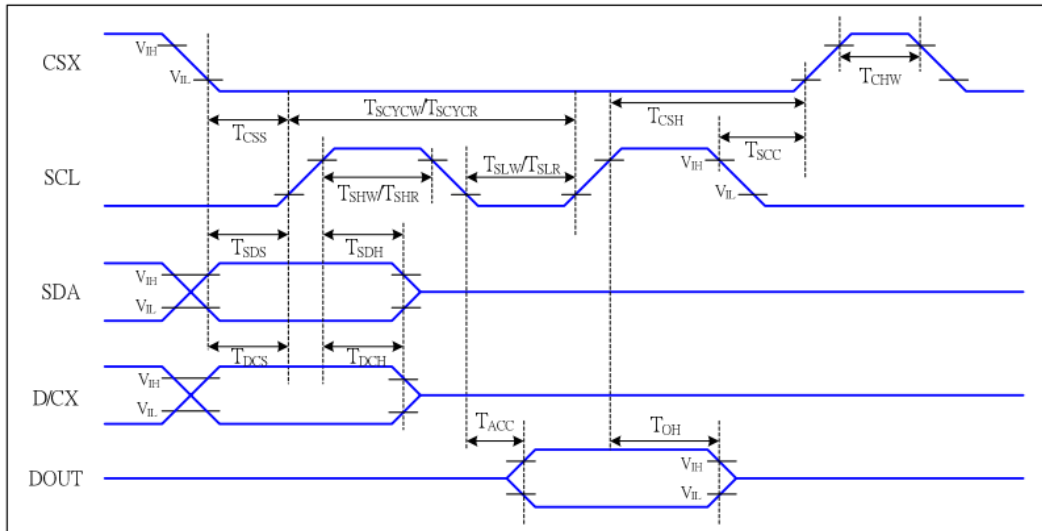 CSX
VIH
VIL
TCHW
TCSS
TSCYCW/TSCYCR
TCSH
TSCC
SCL
TSHW/TSHR
TSLW/TSLR
VIH
VIL
TSDS
TSDH
SDA
VIH
VIL
TDCS
TDCH
D/CX
VIH
VIL
TACC
TOH
DOUT
VIH
VIL